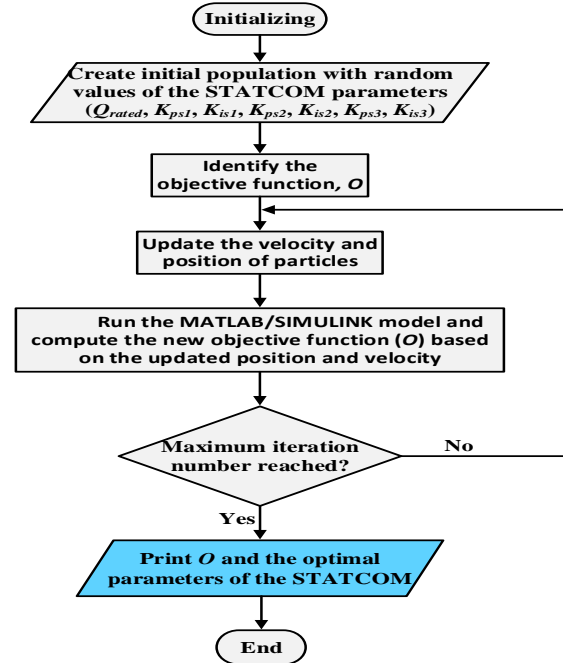 Initializing
Create initial population with random
values of the STATCOM parameters
(Qrated, Kps1, Kis1, Kps2, Kis2, Kps3, Kis3)
Identify the
objective function, O
Update the velocity and
position of particles
Run the MATLAB/SIMULINK model and
compute the new objective function (O) based
on the updated position and velocity
Maximum iteration
number reached?
No
Yes
Print O and the optimal
parameters of the STATCOM
End